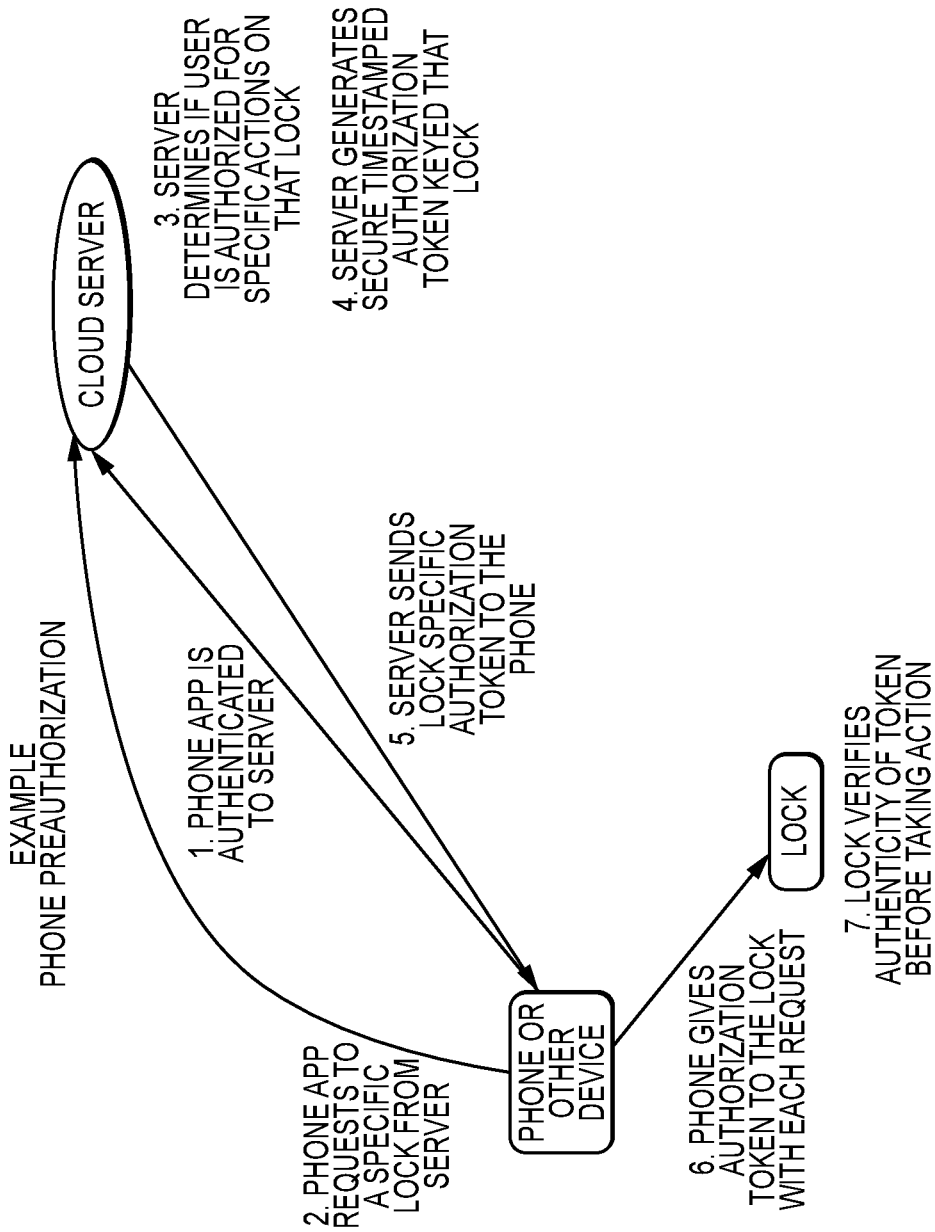 EXAMPLE
PHONE PREAUTHORIZATION
2. PHONE APP
REQUESTS TO
A SPECIFIC
LOCK FROM
SERVER
1. PHONE APP IS
AUTHENTICATED
TO SERVER
CLOUD SERVER
3. SERVER
DETERMINES IF USER
IS AUTHORIZED FOR
SPECIFIC ACTIONS ON
THAT LOCK
4. SERVER GENERATES
SECURE TIMESTAMPED
AUTHORIZATION
TOKEN KEYED THAT
LOCK
5. SERVER SENDS
LOCK SPECIFIC
AUTHORIZATION
TOKEN TO THE
PHONE
PHONE OR
OTHER
DEVICE
6. PHONE GIVES
AUTHORIZATION
TOKEN TO THE LOCK
WITH EACH REQUEST
LOCK
7. LOCK VERIFIES
AUTHENTICITY OF TOKEN
BEFORE TAKING ACTION